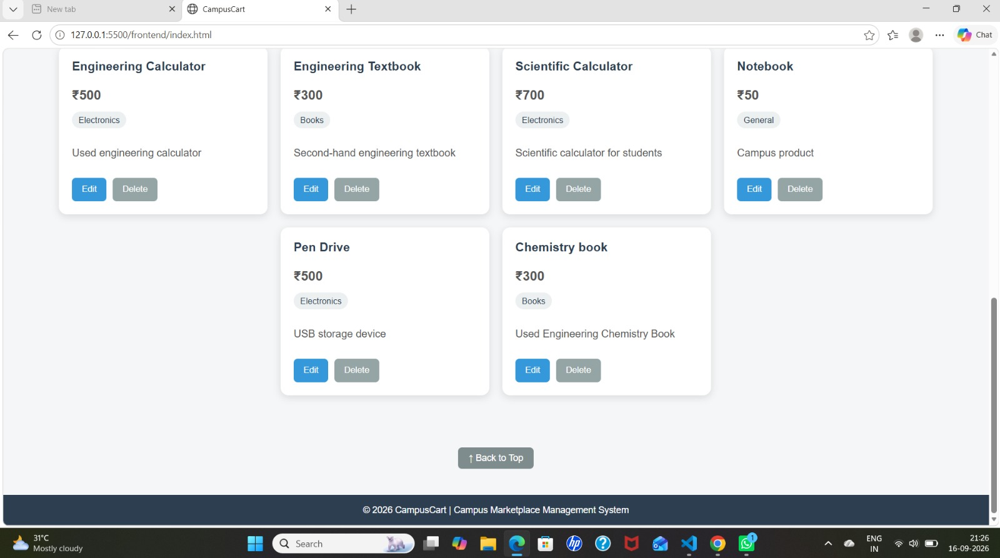 New tab
CampusCart
127.0.0.1:5500/frontend/index.html
Chat
Engineering Calculator
₹500
Electronics
Used engineering calculator
Edit Delete
Engineering Textbook
₹300
Books
Second-hand engineering textbook
Edit Delete
Scientific Calculator
₹700
Electronics
Scientific calculator for students
Edit Delete
Notebook
₹50
General
Campus product
Edit Delete
Pen Drive
₹500
Electronics
USB storage device
Edit Delete
Chemistry book
₹300
Books
Used Engineering Chemistry Book
Edit Delete
↑ Back to Top
© 2026 CampusCart | Campus Marketplace Management System
31°C
Mostly cloudy
Search
hp
1
ENG
IN
21:26
16-09-2026